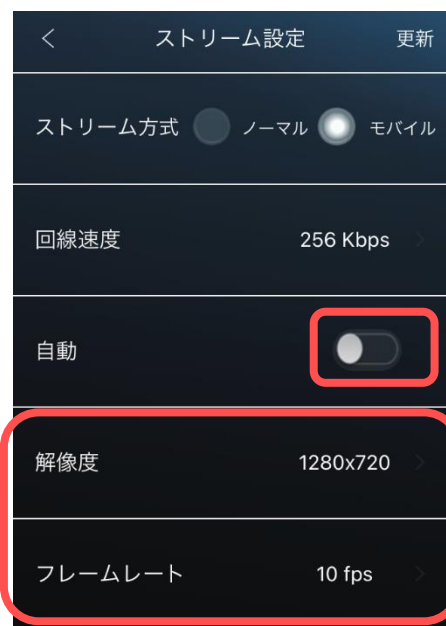 < ストリーム設定 更新
ストリーム方式 ノーマル モバイル
回線速度 256 Kbps >
自動
解像度 1280x720 >
フレームレート 10 fps >